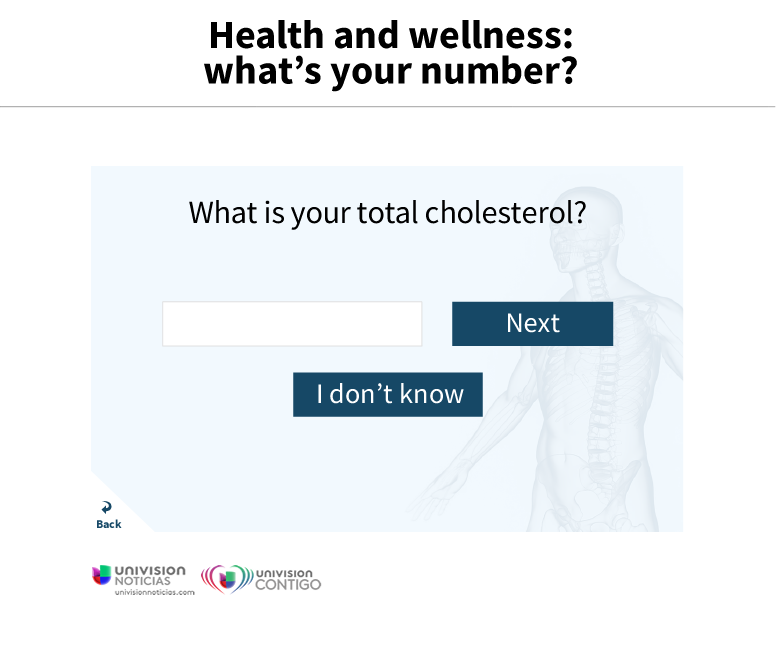 Health and wellness:
what’s your number?
What is your total cholesterol?
Next
I don’t know
Back
UNIVISION
NOTICIAS
univisionnoticias.com
UNIVISION
CONTIGO